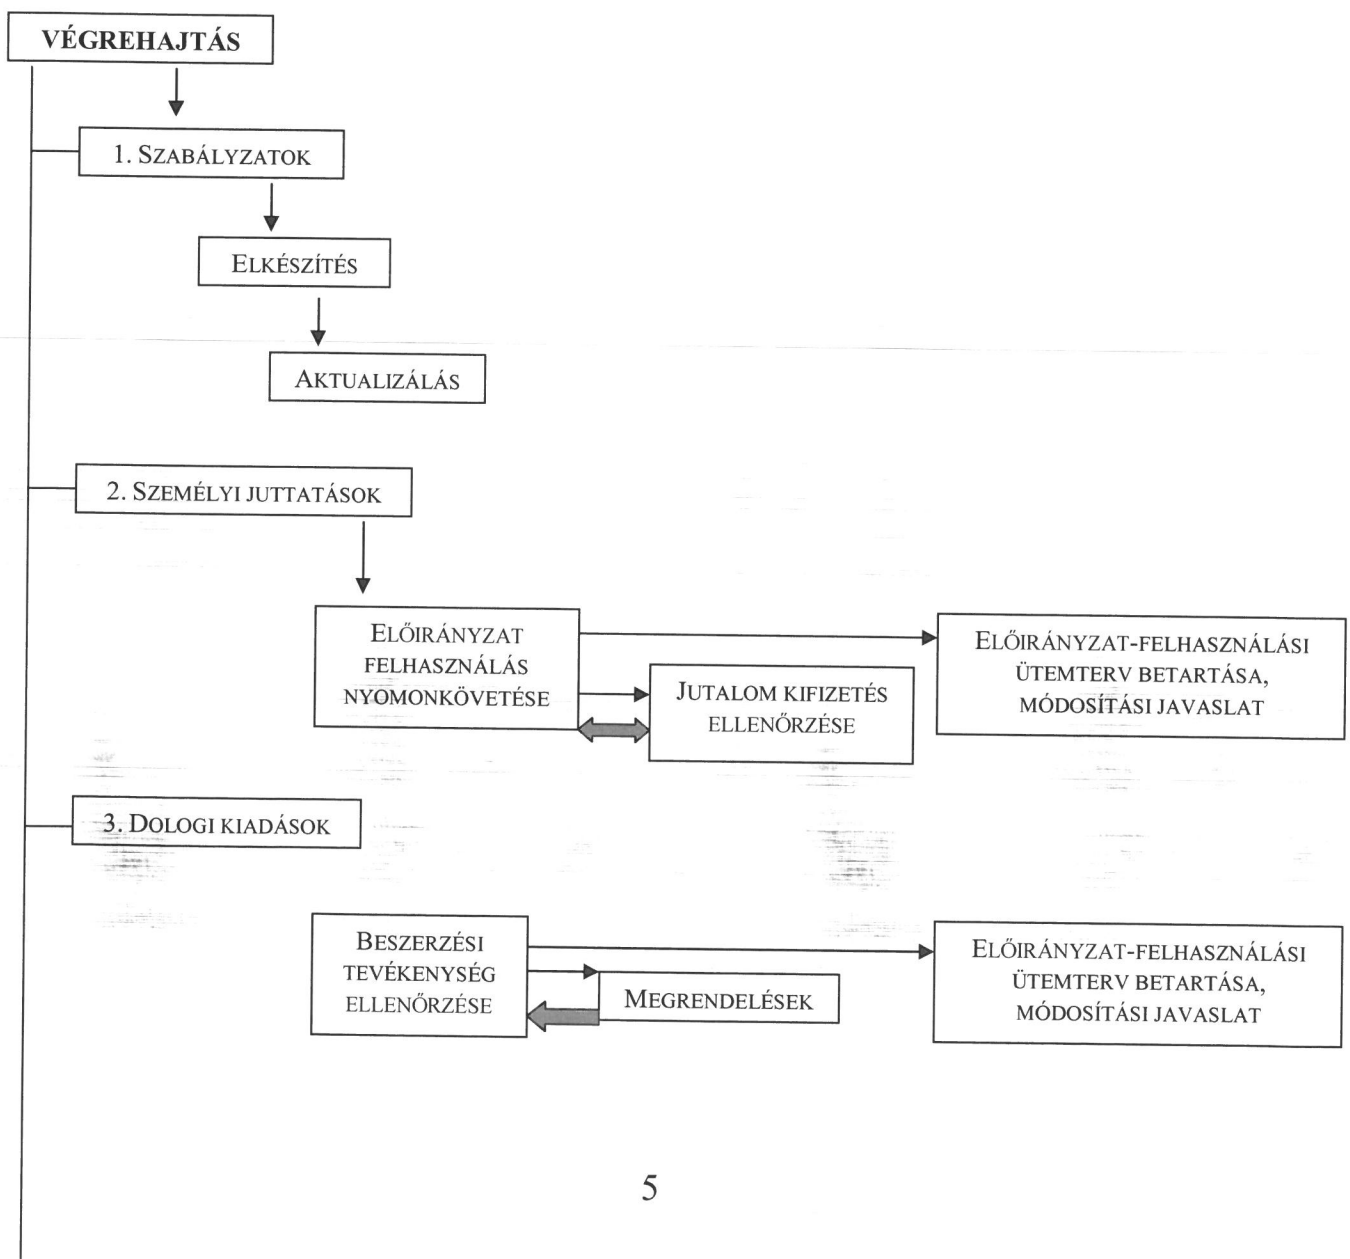 VÉGREHAJTÁS
1. SZABÁLYZATOK
ELKÉSZÍTÉS
AKTUALIZÁLÁS
2. SZEMÉLYI JUTTATÁSOK
ELŐIRÁNYZAT
FELHASZNÁLÁS
NYOMONKÖVETÉSE
JUTALOM KIFIZETÉS
ELLENŐRZÉSE
ELŐIRÁNYZAT-FELHASZNÁLÁSI
ÜTEMTERV BETARTÁSA,
MÓDOSÍTÁSI JAVASLAT
3. DOLOGI KIADÁSOK
BESZERZÉSI
TEVÉKENYSÉG
ELLENŐRZÉSE
MEGRENDELÉSEK
ELŐIRÁNYZAT-FELHASZNÁLÁSI
ÜTEMTERV BETARTÁSA,
MÓDOSÍTÁSI JAVASLAT
5